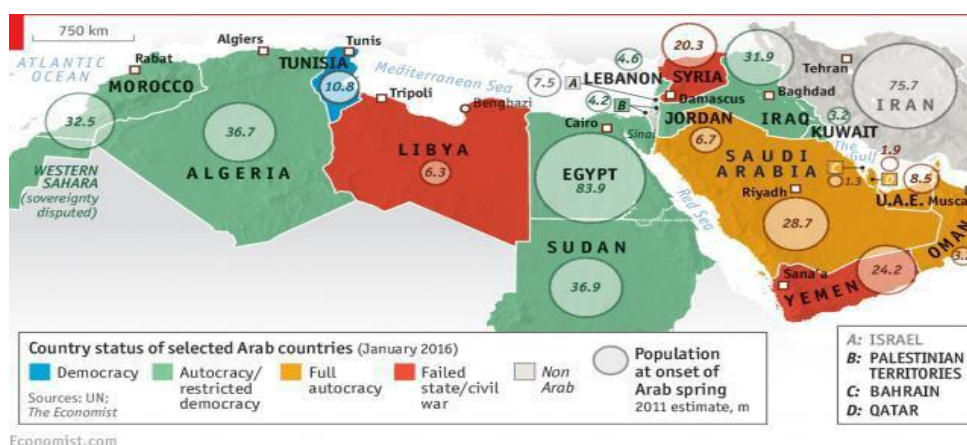 750 km
ATLANTIC
OCEAN
Rabat
MOROCCO
32.5
WESTERN
SAHARA
(sovereignty
disputed)
Algiers
36.7
ALGERIA
Tunis
TUNISIA
10.8
Mediterranean Sea
Tripoli
Benghazi
LIBYA
6.3
7.5
A
4.6
LEBANON
4.2
B
Cairo
Sinai
EGYPT
83.9
SUDAN
36.9
Red Sea
20.3
SYRIA
Damascus
JORDAN
6.7
31.9
Baghdad
IRAQ
Tehran
75.7
IRAN
3.2
KUWAIT
The
Gulf
SAUDI
ARABIA
Riyadh
28.7
C
1.3
1.9
D
8.5
U.A.E.
Musca
OMAN
3.
Sana'a
24.2
YEMEN
Country status of selected Arab countries (January 2016)
Democracy
Autocracy/
restricted
democracy
Full
autocracy
Failed
state/civil
war
Non
Arab
Population
at onset of
Arab spring
2011 estimate, m
Sources: UN;
The Economist
A: ISRAEL
B: PALESTINIAN
TERRITORIES
C: BAHRAIN
D: QATAR
Economist.com